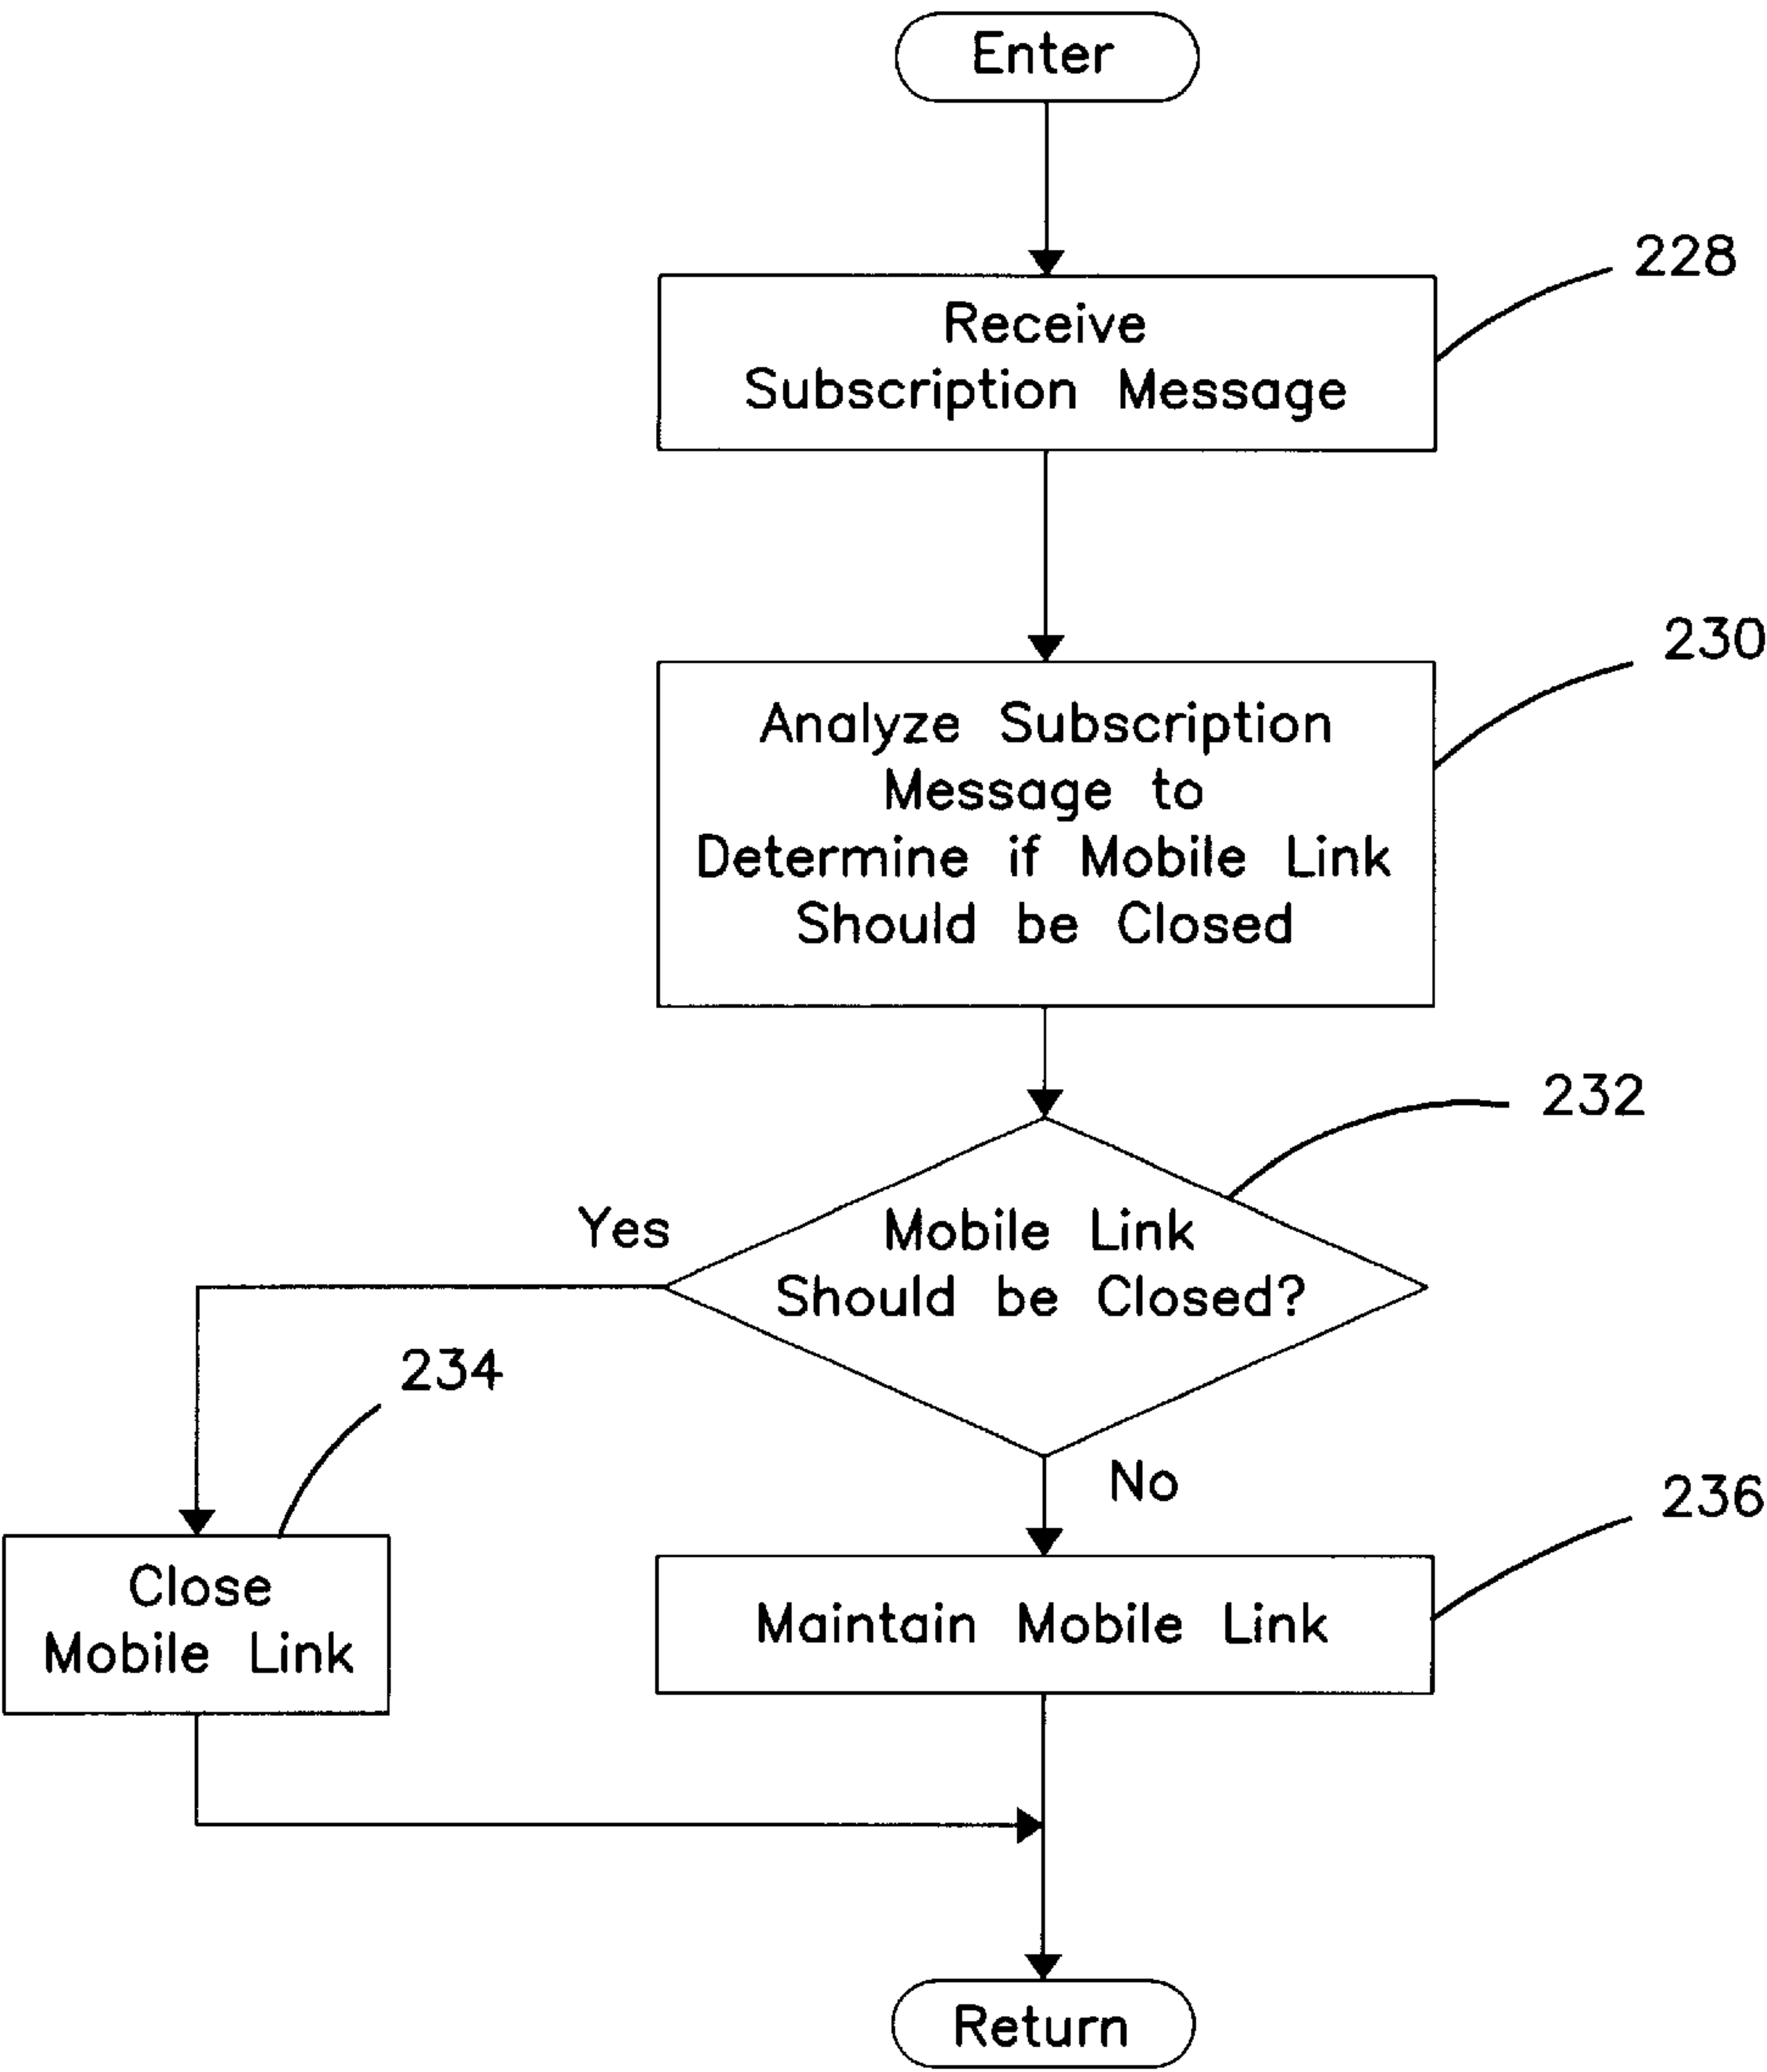 Enter
228
Receive
Subscription Message
230
Analyze Subscription
Message to
Determine if Mobile Link
Should be Closed
232
Yes
Mobile Link
Should be Closed?
234
No
236
Close
Mobile Link
Maintain Mobile Link
Return